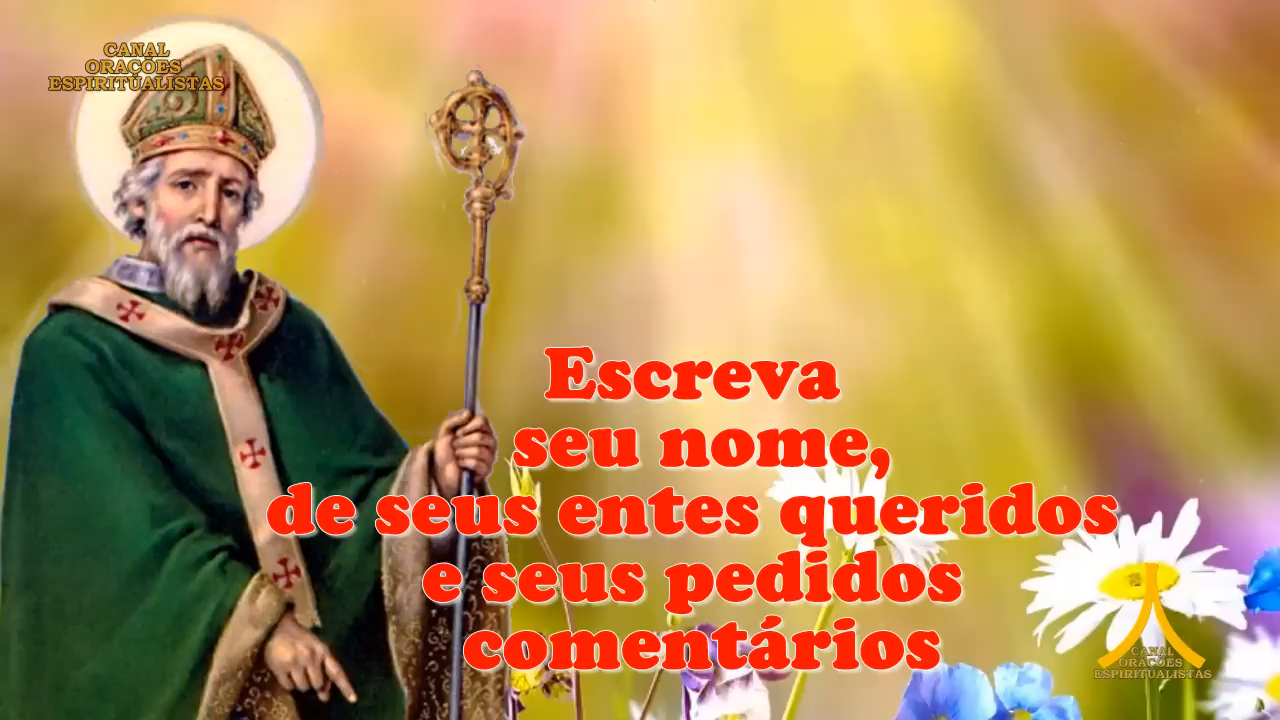 CANAL
ORAÇÕES
ESPIRITUALISTAS
Escreva
seu nome,
de seus entes queridos
e seus pedidos
comentários
CANAL
ORAÇÕES
ESPIRITUALISTAS